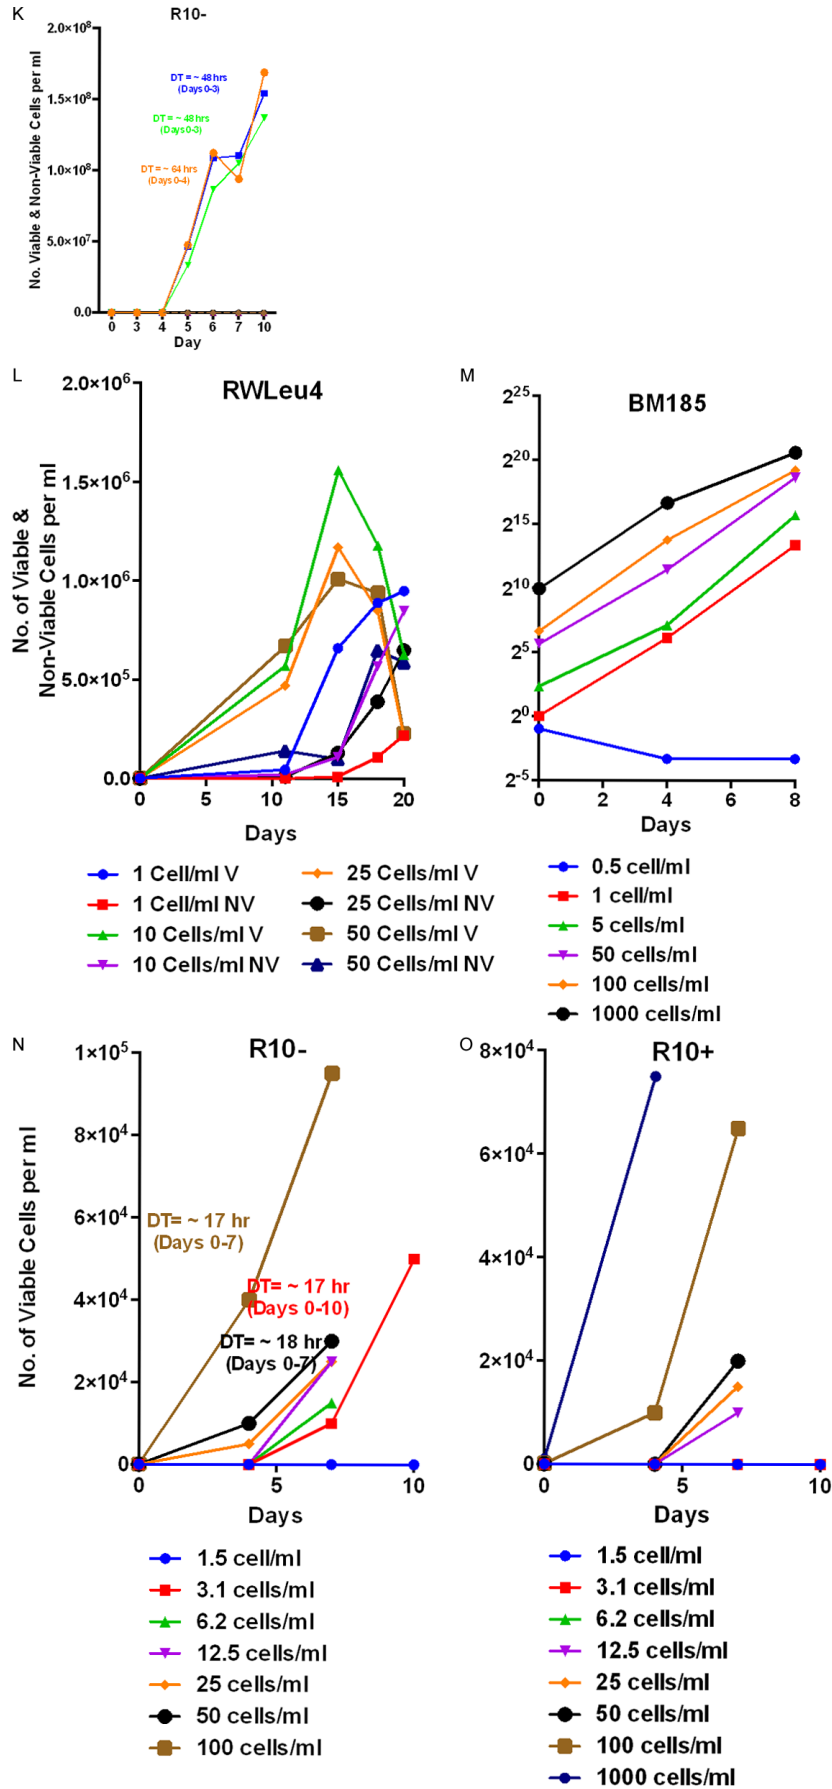 K
R10-
No. Viable & Non-Viable Cells per ml
2.0×10⁸
1.5×10⁸
1.0×10⁸
5.0×10⁷
0.0
DT = ~ 48 hrs
(Days 0-3)
DT = ~ 48 hrs
(Days 0-3)
DT = ~ 64 hrs
(Days 0-4)
0 3 4 5 6 7 10
Day
L
RWLeu4
No. of Viable &
Non-Viable Cells per ml
2.0×10⁶
1.5×10⁶
1.0×10⁶
5.0×10⁵
0.0
0 5 10 15 20
Days
1 Cell/ml V
1 Cell/ml NV
10 Cells/ml V
10 Cells/ml NV
25 Cells/ml V
25 Cells/ml NV
50 Cells/ml V
50 Cells/ml NV
M
BM185
2²⁵
2²⁰
2¹⁵
2¹⁰
2⁵
2⁰
2⁻⁵
0 2 4 6 8
Days
0.5 cell/ml
1 cell/ml
5 cells/ml
50 cells/ml
100 cells/ml
1000 cells/ml
N
R10-
No. of Viable Cells per ml
1×10⁵
8×10⁴
6×10⁴
4×10⁴
2×10⁴
0
DT= ~ 17 hr
(Days 0-7)
DT= ~ 17 hr
(Days 0-10)
DT= ~ 18 hr
(Days 0-7)
0 5 10
Days
1.5 cell/ml
3.1 cells/ml
6.2 cells/ml
12.5 cells/ml
25 cells/ml
50 cells/ml
100 cells/ml
O
R10+
8×10⁴
6×10⁴
4×10⁴
2×10⁴
0
0 5 10
Days
1.5 cell/ml
3.1 cells/ml
6.2 cells/ml
12.5 cells/ml
25 cells/ml
50 cells/ml
100 cells/ml
1000 cells/ml